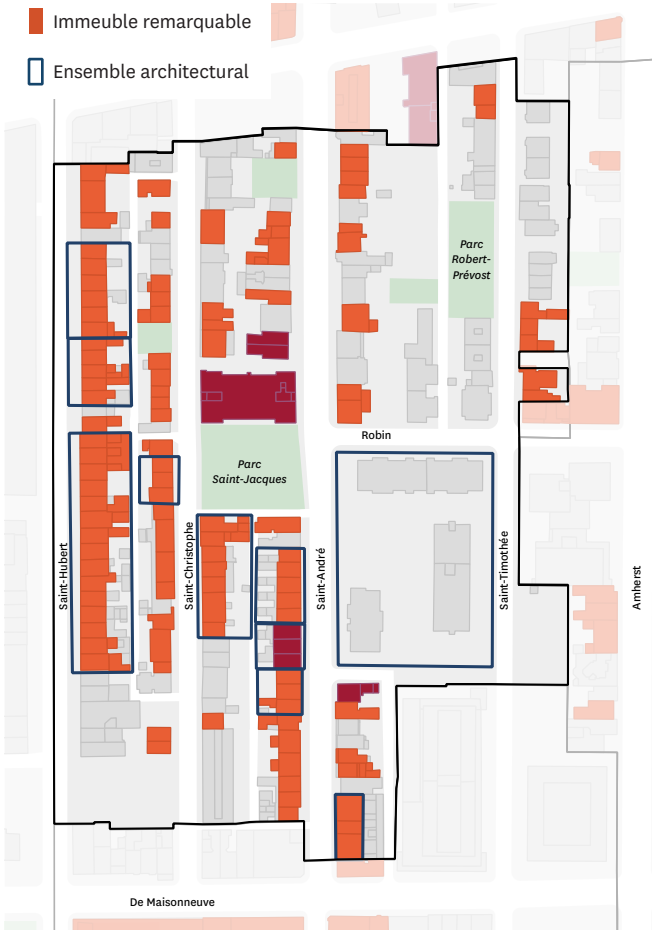 Immeuble remarquable
Ensemble architectural
Parc
Robert-
Prévost
Robin
Parc
Saint-Jacques
Saint-Hubert
Saint-Christophe
Saint-André
Saint-Timothée
Amherst
De Maisonneuve